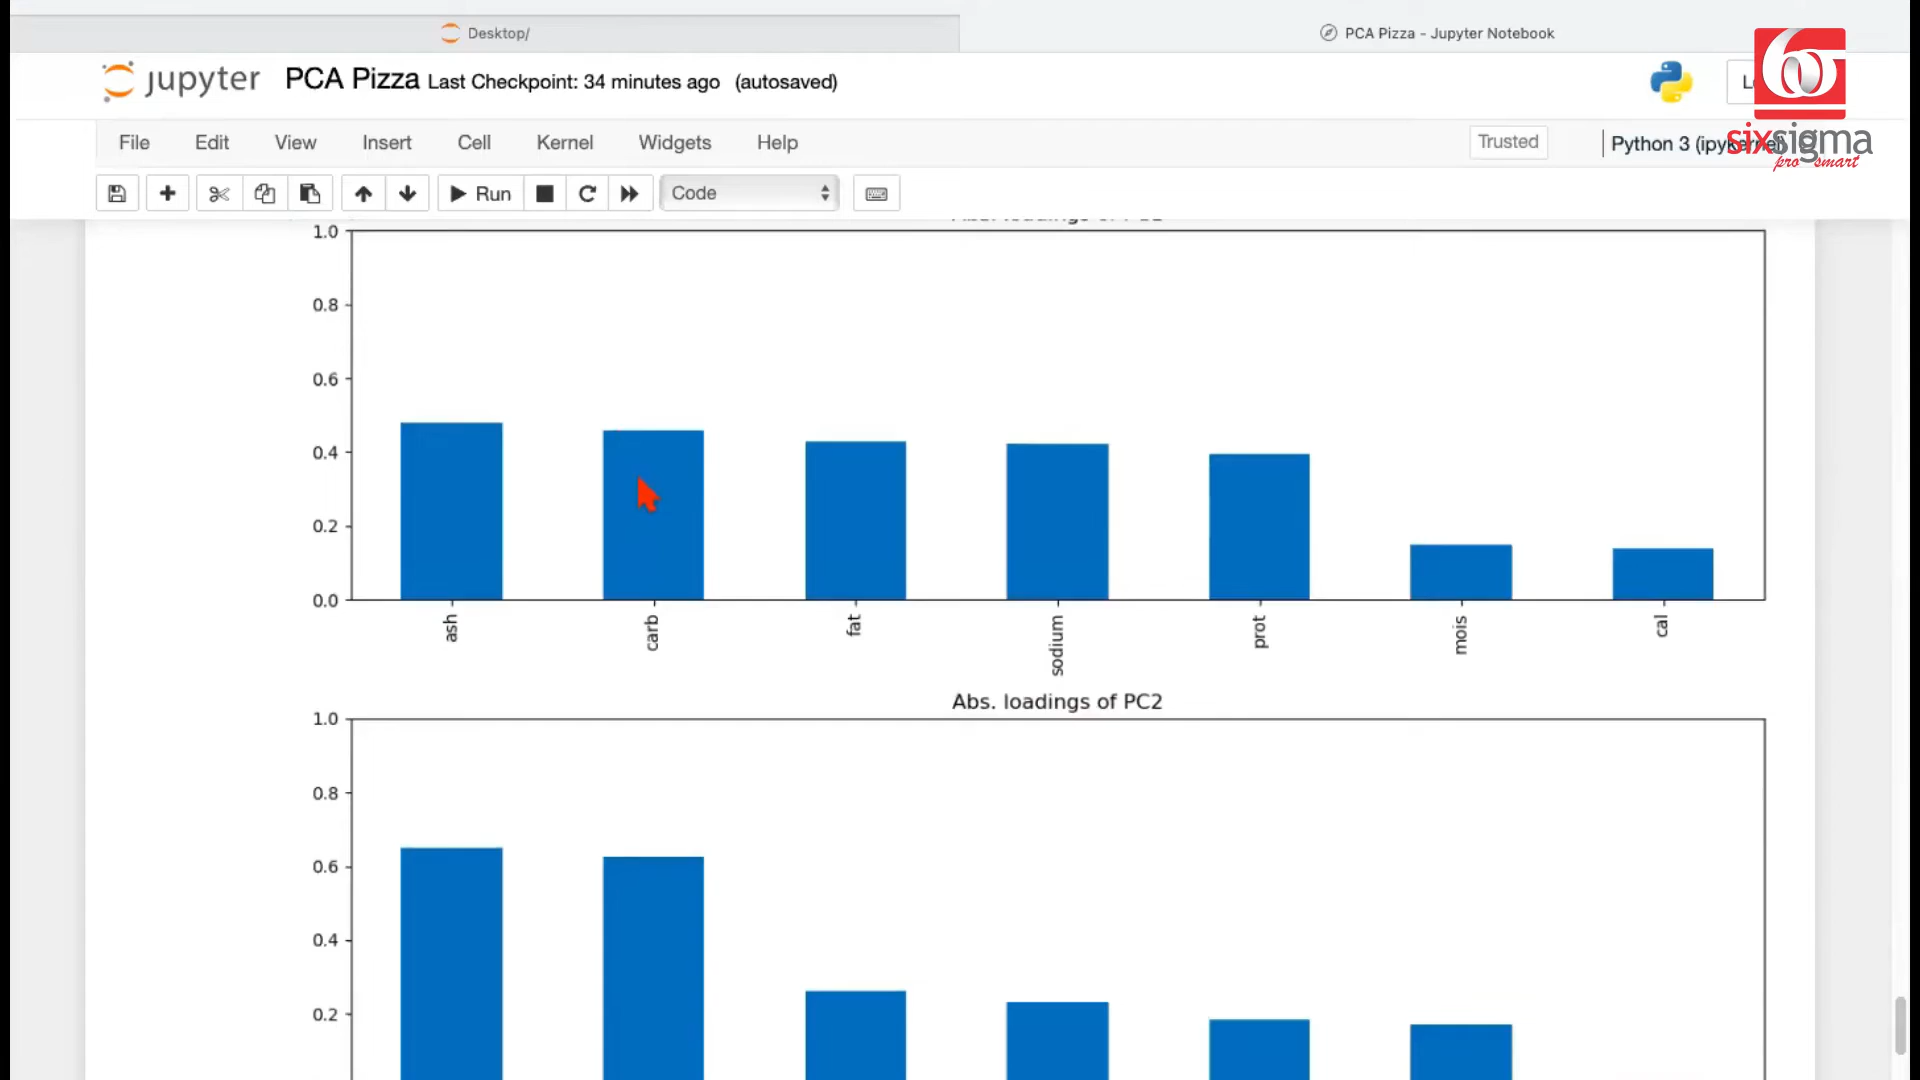 Desktop/
PCA Pizza - Jupyter Notebook
jupyter PCA Pizza Last Checkpoint: 34 minutes ago (autosaved)
sixsigma
pro smart
File Edit View Insert Cell Kernel Widgets Help Trusted Python 3
Run Code
1.0
0.8
0.6
0.4
0.2
0.0
ash carb fat sodium prot mois cal
Abs. loadings of PC2
1.0
0.8
0.6
0.4
0.2